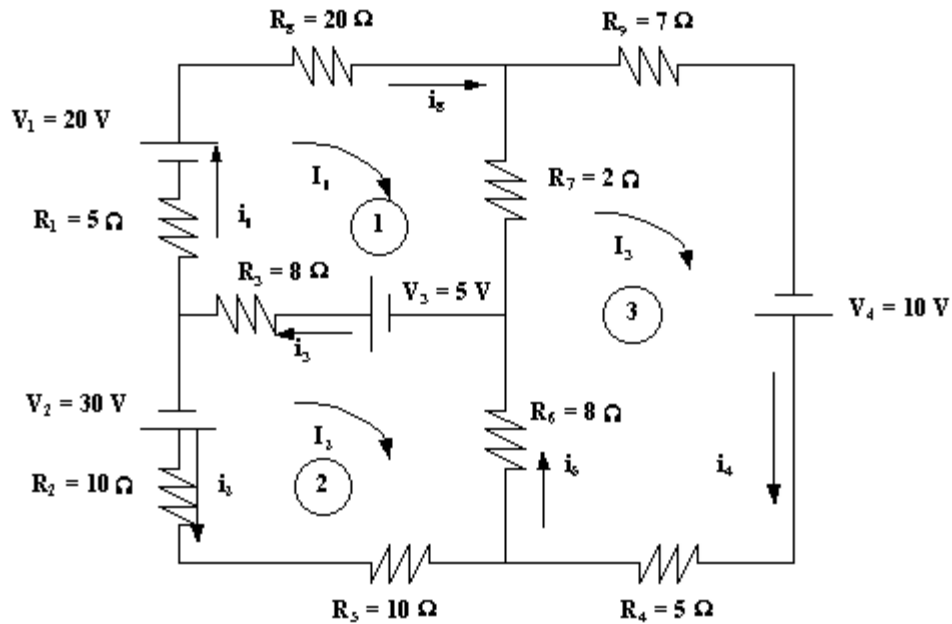 R₈ = 20 Ω
R₉ = 7 Ω
i₈
V₁ = 20 V
I₁
R₇ = 2 Ω
R₁ = 5 Ω
i₁
1
I₃
R₃ = 8 Ω
V₃ = 5 V
3
V₄ = 10 V
i₃
V₂ = 30 V
R₆ = 8 Ω
I₂
R₂ = 10 Ω
i₂
2
i₆
i₄
R₅ = 10 Ω
R₄ = 5 Ω